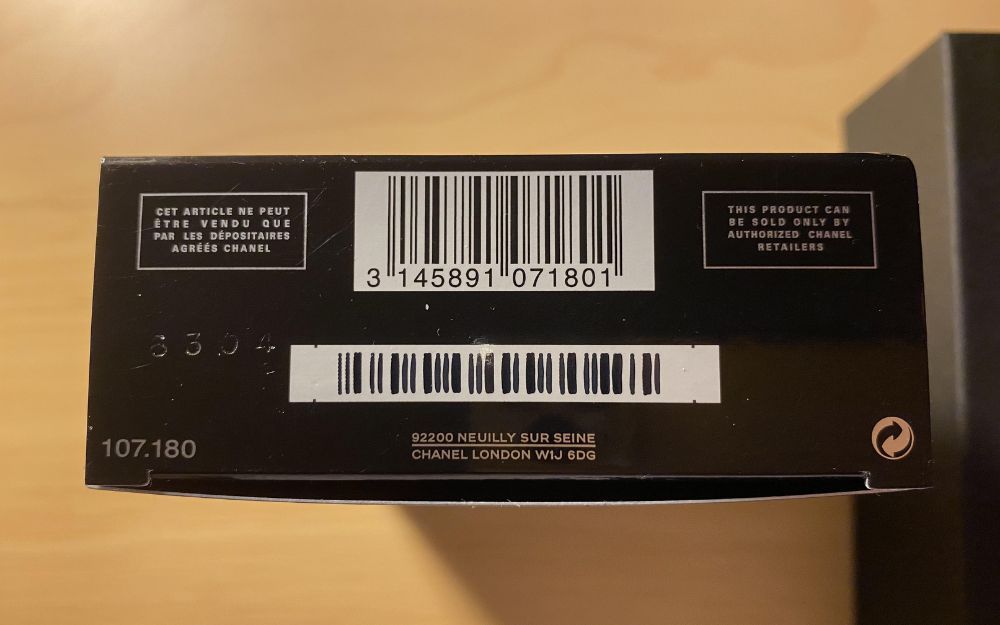 CET ARTICLE NE PEUT
ÊTRE VENDU QUE
PAR LES DÉPOSITAIRES
AGRÉÉS CHANEL
3 145891 071801
THIS PRODUCT CAN
BE SOLD ONLY BY
AUTHORIZED CHANEL
RETAILERS
107.180
92200 NEUILLY SUR SEINE
CHANEL LONDON W1J 6DG